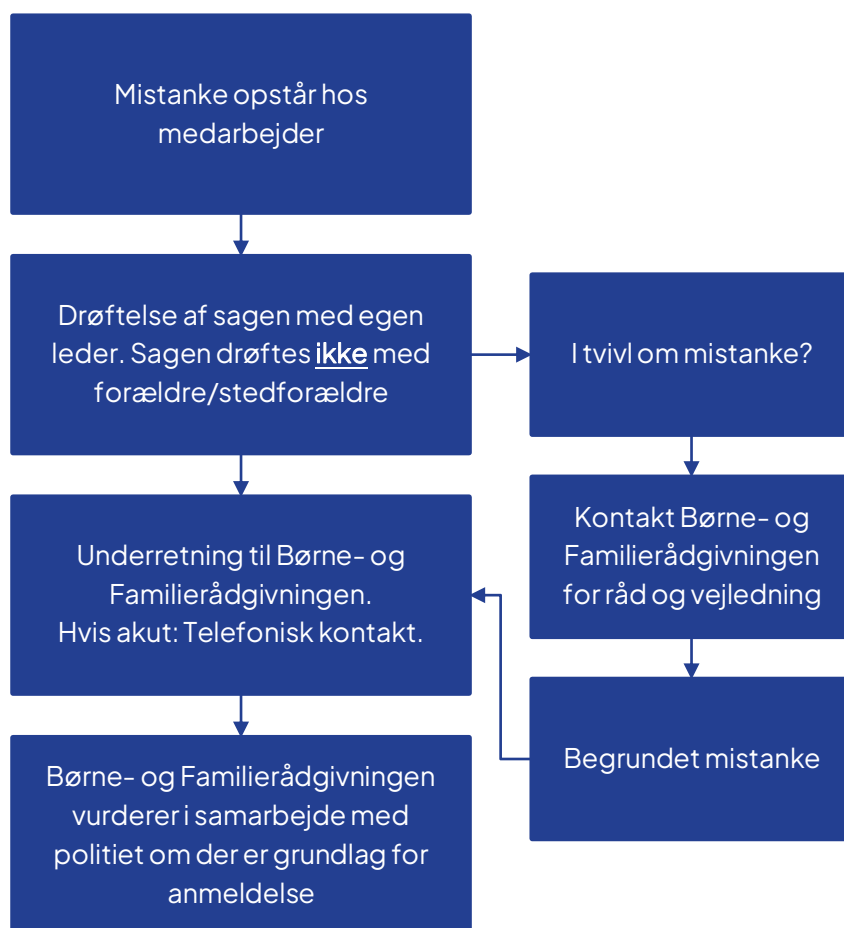 Mistanke opstår hos
medarbejder
Drøftelse af sagen med egen
leder. Sagen drøftes ikke med
forældre/stedforældre
I tvivl om mistanke?
Kontakt Børne- og
Familierådgivningen
for råd og vejledning
Begrundet mistanke
Underretning til Børne- og
Familierådgivningen.
Hvis akut: Telefonisk kontakt.
Børne- og Familierådgivningen
vurderer i samarbejde med
politiet om der er grundlag for
anmeldelse